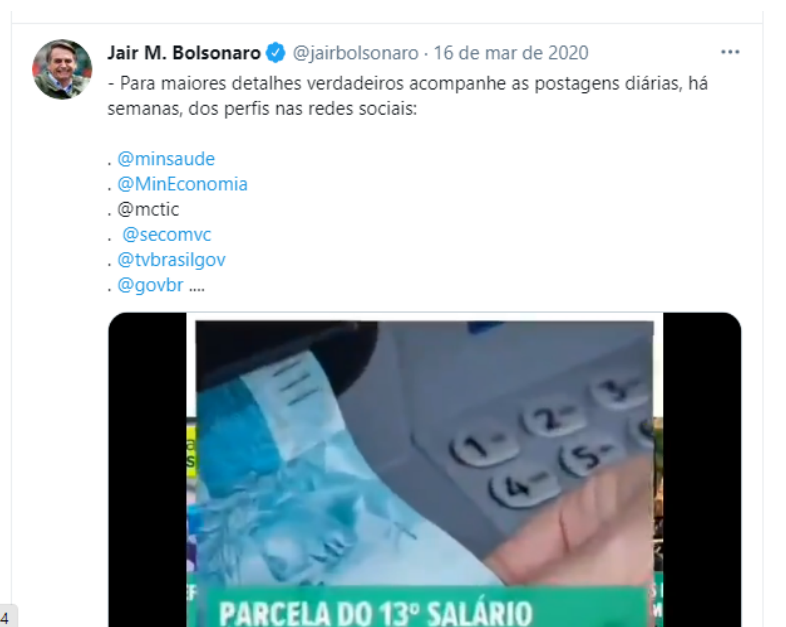 Jair M. Bolsonaro @jairbolsonaro · 16 de mar de 2020
- Para maiores detalhes verdadeiros acompanhe as postagens diárias, há
semanas, dos perfis nas redes sociais:
. @minsaude
. @MinEconomia
. @mctic
. @secomvc
. @tvbrasilgov
. @govbr ....
1
2
3
4
5
PARCELA DO 13º SALÁRIO
4